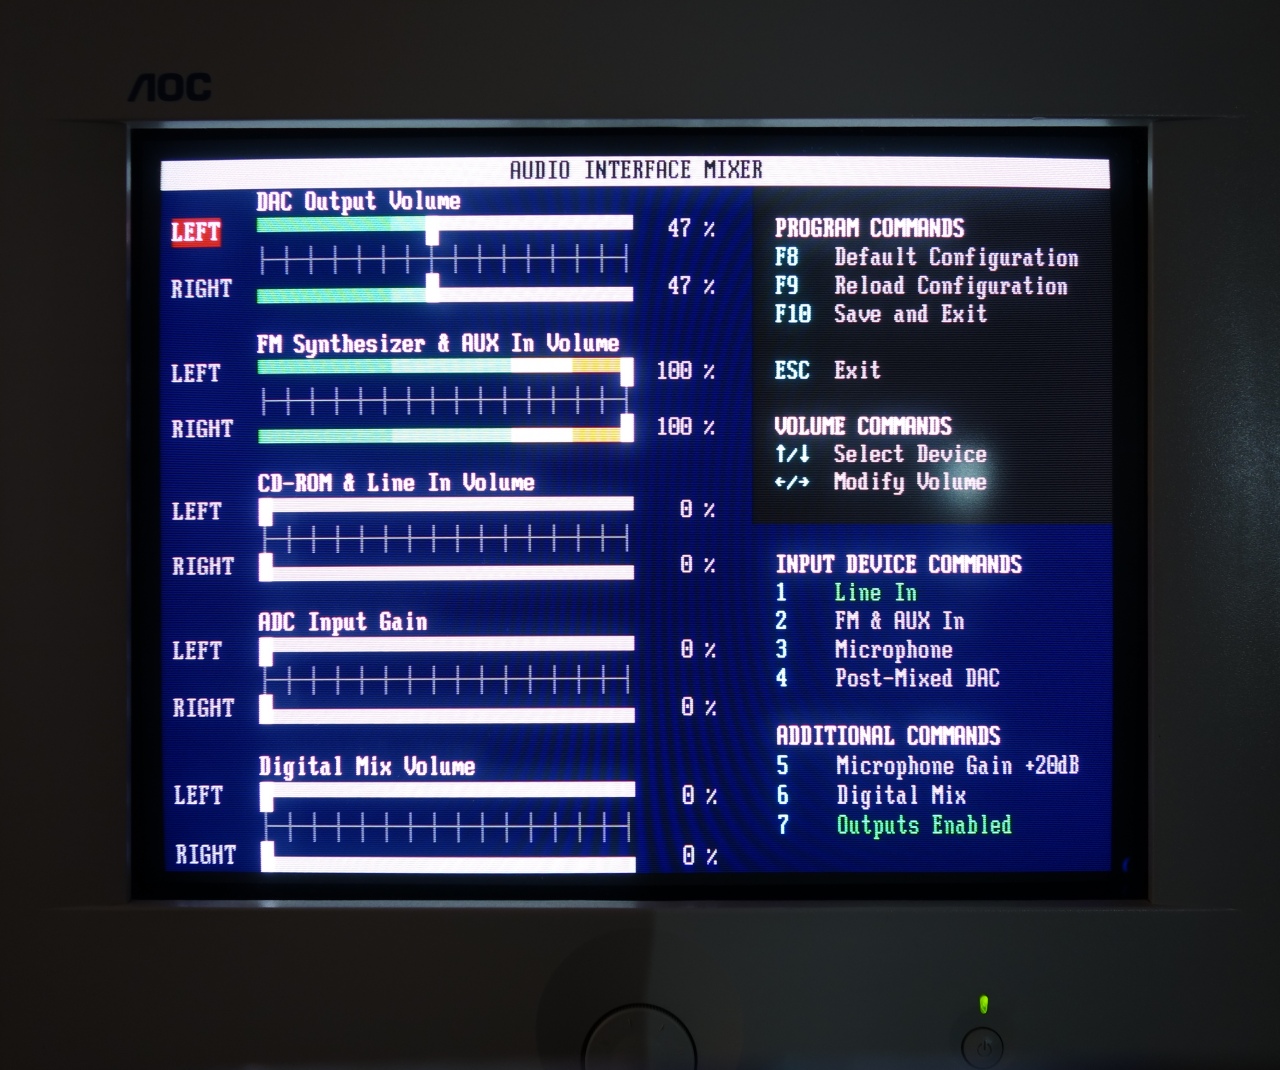 AOC
AUDIO INTERFACE MIXER
DAC Output Volume
LEFT 47 %
RIGHT 47 %
FM Synthesizer & AUX In Volume
LEFT 100 %
RIGHT 100 %
CD-ROM & Line In Volume
LEFT 0 %
RIGHT 0 %
ADC Input Gain
LEFT 0 %
RIGHT 0 %
Digital Mix Volume
LEFT 0 %
RIGHT 0 %
PROGRAM COMMANDS
F8 Default Configuration
F9 Reload Configuration
F10 Save and Exit
ESC Exit
VOLUME COMMANDS
↑/↓ Select Device
←/→ Modify Volume
INPUT DEVICE COMMANDS
1 Line In
2 FM & AUX In
3 Microphone
4 Post-Mixed DAC
ADDITIONAL COMMANDS
5 Microphone Gain +20dB
6 Digital Mix
7 Outputs Enabled